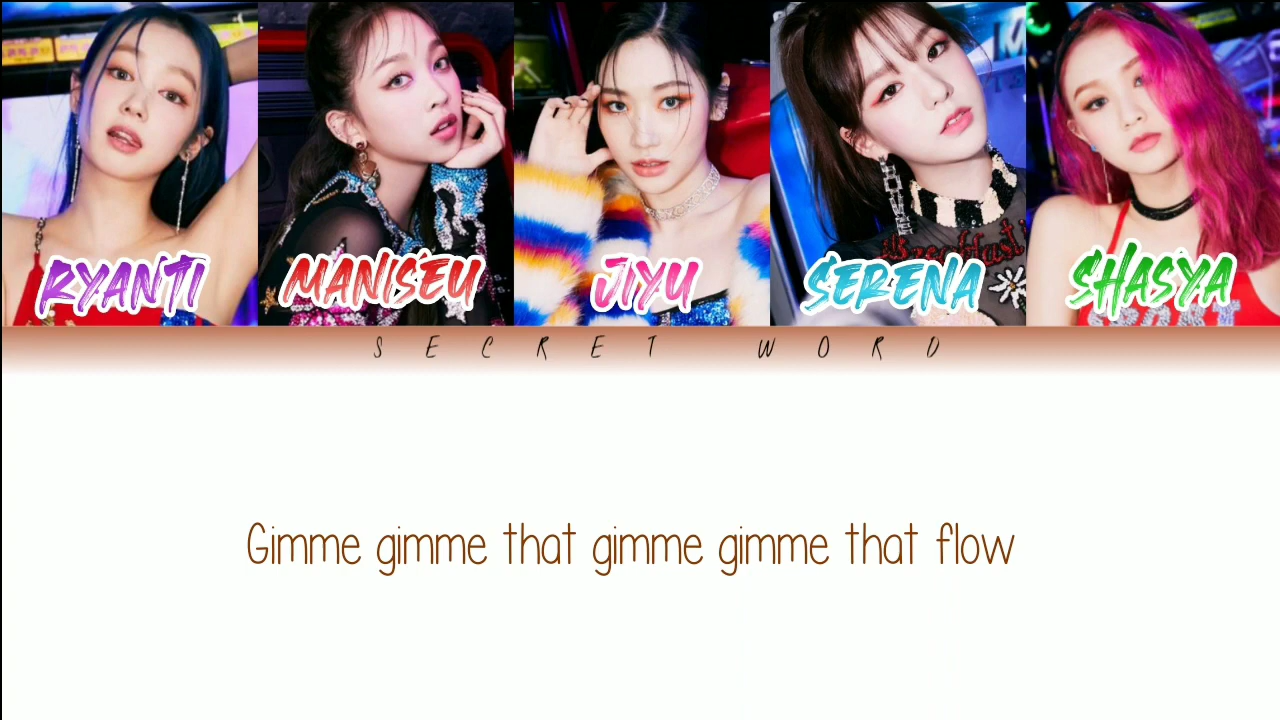 RYANTI MANISEU JIYU SERENA SHASYA
SECRET WORD
Gimme gimme that gimme gimme that flow